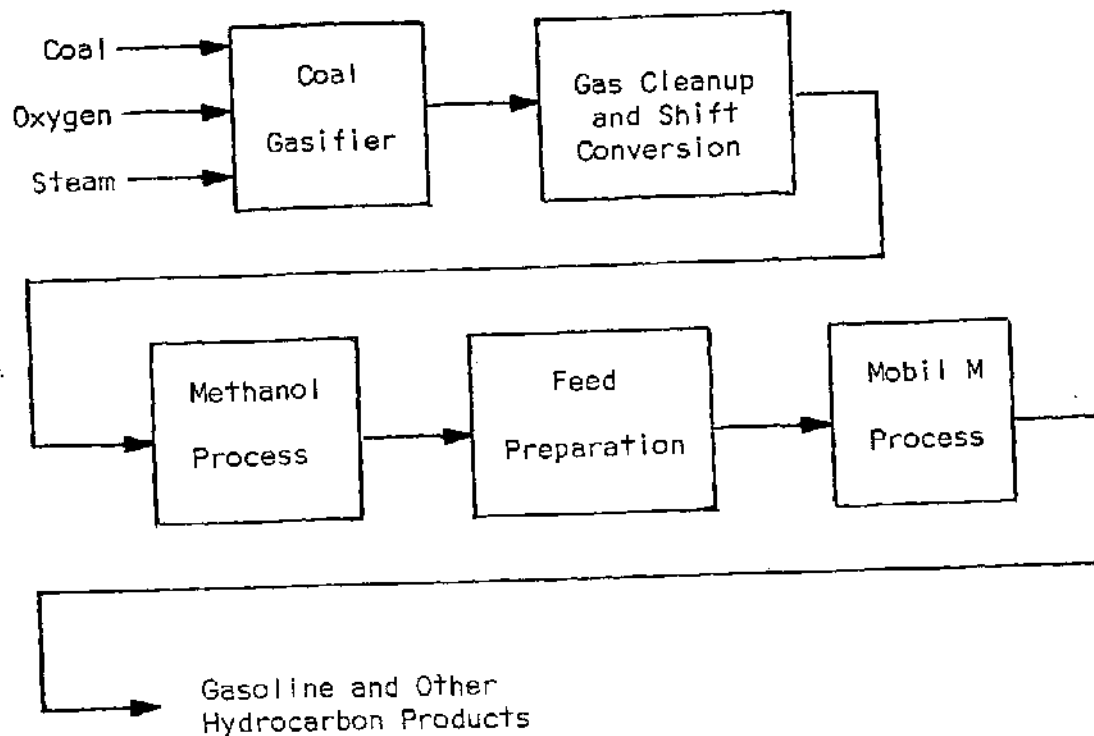 Coal
Oxygen
Steam
Coal
Gasifier
Gas Cleanup
and Shift
Conversion
Methanol
Process
Feed
Preparation
Mobil M
Process
Gasoline and Other
Hydrocarbon Products